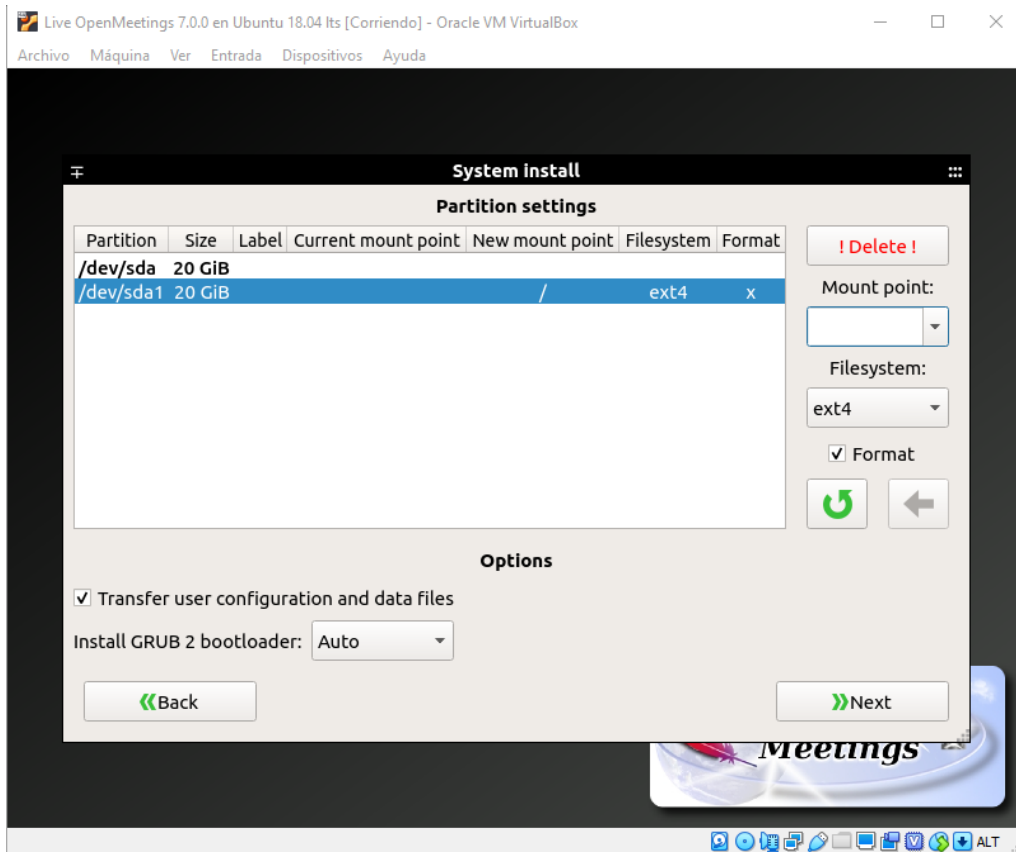 Live OpenMeetings 7.0.0 en Ubuntu 18.04 lts [Corriendo] - Oracle VM VirtualBox
Archivo Máquina Ver Entrada Dispositivos Ayuda
System install
Partition settings
Partition Size Label Current mount point New mount point Filesystem Format
/dev/sda 20 GiB
/dev/sda1 20 GiB / ext4 x
! Delete !
Mount point:
Filesystem:
ext4
Format
Options
Transfer user configuration and data files
Install GRUB 2 bootloader: Auto
Back
Next
Meetings
ALT